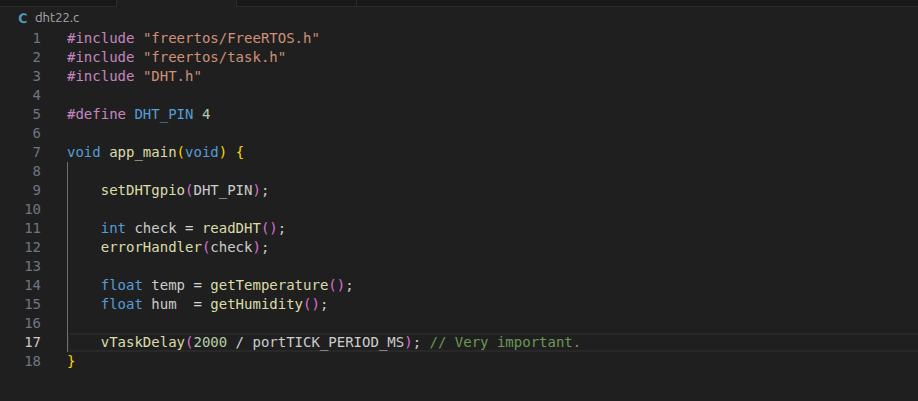 C dht22.c
1 #include "freertos/FreeRTOS.h"
2 #include "freertos/task.h"
3 #include "DHT.h"
4
5 #define DHT_PIN 4
6
7 void app_main(void) {
8
9     setDHTgpio(DHT_PIN);
10
11     int check = readDHT();
12     errorHandler(check);
13
14     float temp = getTemperature();
15     float hum  = getHumidity();
16
17     vTaskDelay(2000 / portTICK_PERIOD_MS); // Very important.
18 }